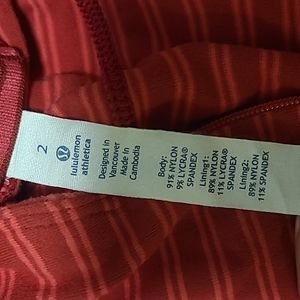 2
lululemon
athletica
Designed in
Vancouver
Made in
Cambodia
Body:
91% NYLON
9% LYCRA®
SPANDEX
Lining1:
89% NYLON
11% LYCRA®
SPANDEX
Lining2:
89% NYLON
11% SPANDEX